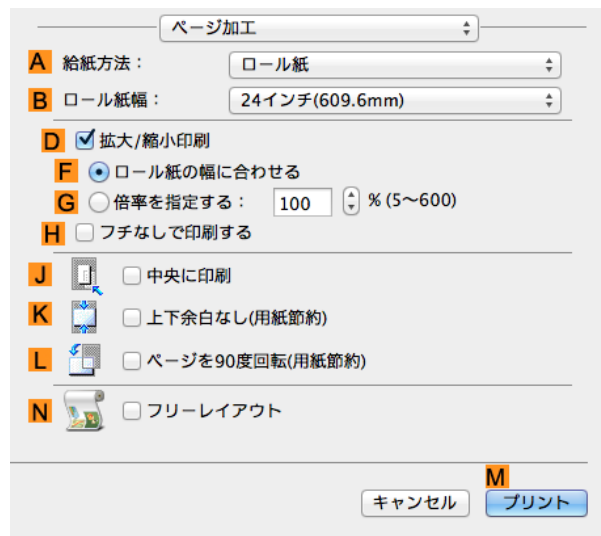 ページ加工
A 給紙方法： ロール紙
B ロール紙幅： 24インチ(609.6mm)
D 拡大/縮小印刷
F ロール紙の幅に合わせる
G 倍率を指定する： 100 % (5〜600)
H フチなしで印刷する
J 中央に印刷
K 上下余白なし(用紙節約)
L ページを90度回転(用紙節約)
N フリーレイアウト
M
キャンセル プリント